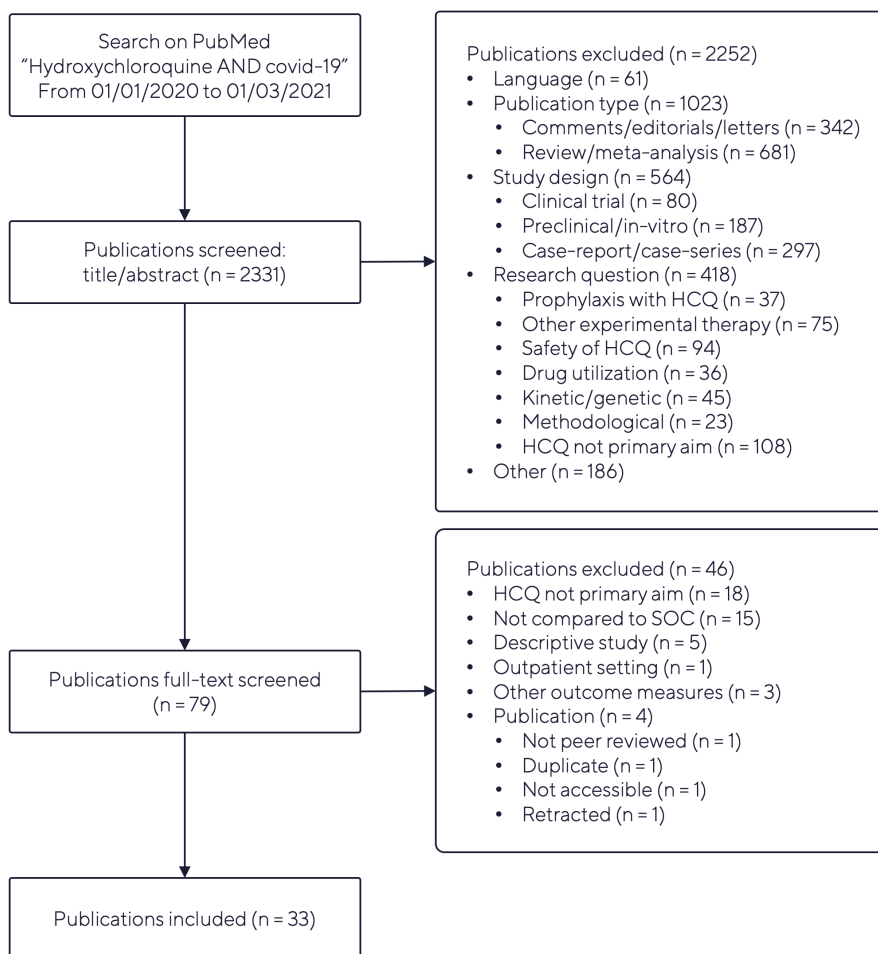 Search on PubMed
“Hydroxychloroquine AND covid-19”
From 01/01/2020 to 01/03/2021
Publications screened:
title/abstract (n = 2331)
Publications excluded (n = 2252)
• Language (n = 61)
• Publication type (n = 1023)
• Comments/editorials/letters (n = 342)
• Review/meta-analysis (n = 681)
• Study design (n = 564)
• Clinical trial (n = 80)
• Preclinical/in-vitro (n = 187)
• Case-report/case-series (n = 297)
• Research question (n = 418)
• Prophylaxis with HCQ (n = 37)
• Other experimental therapy (n = 75)
• Safety of HCQ (n = 94)
• Drug utilization (n = 36)
• Kinetic/genetic (n = 45)
• Methodological (n = 23)
• HCQ not primary aim (n = 108)
• Other (n = 186)
Publications full-text screened
(n = 79)
Publications excluded (n = 46)
• HCQ not primary aim (n = 18)
• Not compared to SOC (n = 15)
• Descriptive study (n = 5)
• Outpatient setting (n = 1)
• Other outcome measures (n = 3)
• Publication (n = 4)
• Not peer reviewed (n = 1)
• Duplicate (n = 1)
• Not accessible (n = 1)
• Retracted (n = 1)
Publications included (n = 33)